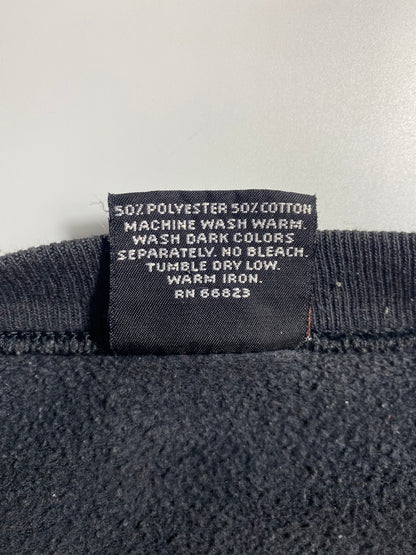 50% POLYESTER 50% COTTON
MACHINE WASH WARM.
WASH DARK COLORS
SEPARATELY. NO BLEACH.
TUMBLE DRY LOW.
WARM IRON.
RN 66823